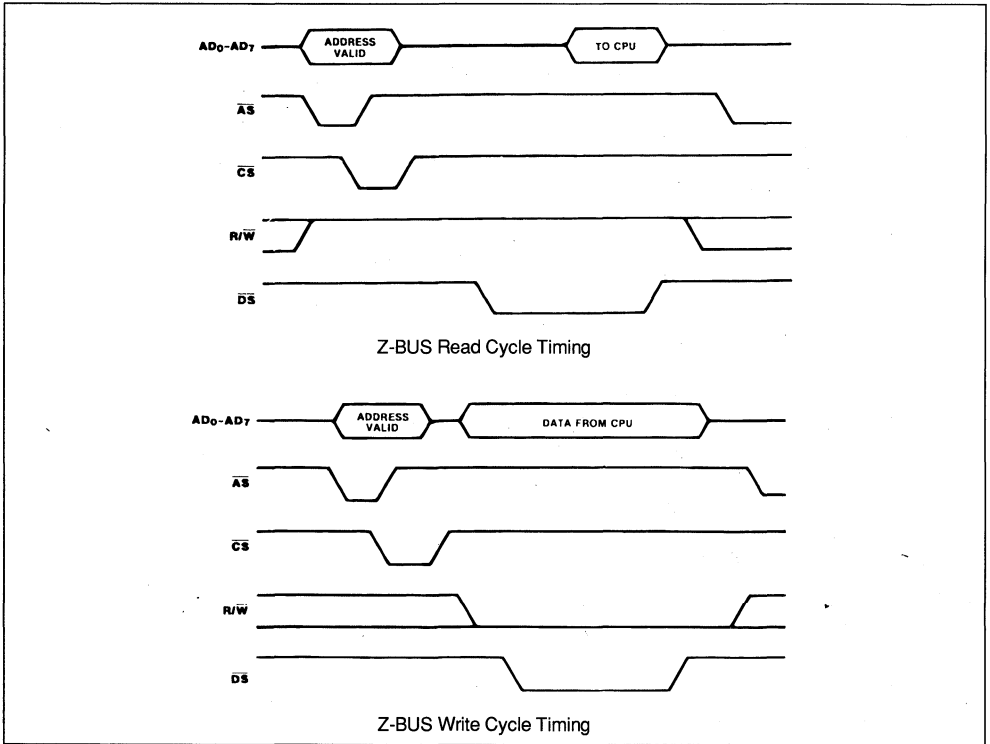 AD0-AD7 ADDRESS VALID TO CPU
AS
CS
R/W
DS
Z-BUS Read Cycle Timing
AD0-AD7 ADDRESS VALID DATA FROM CPU
AS
CS
R/W
DS
Z-BUS Write Cycle Timing